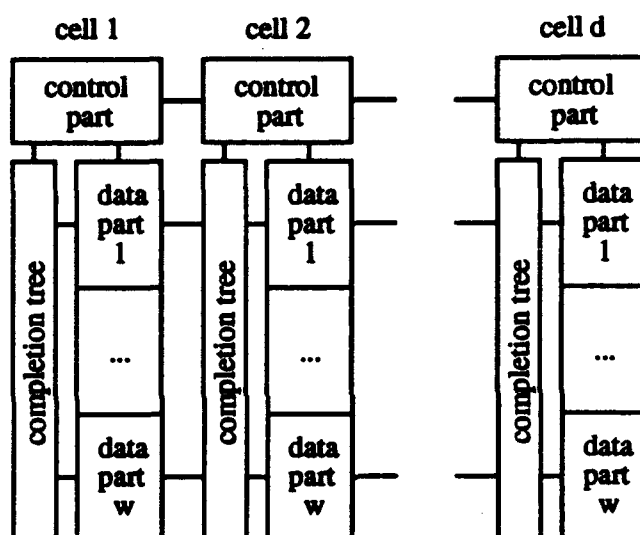 cell 1
cell 2
cell d
control
part
control
part
control
part
completion tree
data
part
1
...
data
part
w
completion tree
data
part
1
...
data
part
w
completion tree
data
part
1
...
data
part
w